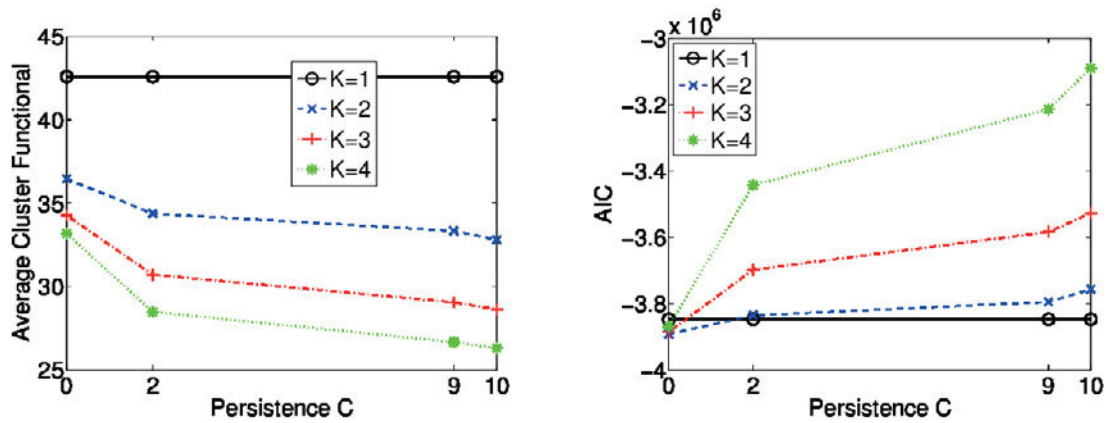 45
40
35
30
25
Average Cluster Functional
0 2 9 10
Persistence C
K=1
K=2
K=3
K=4
−3 x 10^6
−3.2
−3.4
−3.6
−3.8
−4
AIC
0 2 9 10
Persistence C
K=1
K=2
K=3
K=4